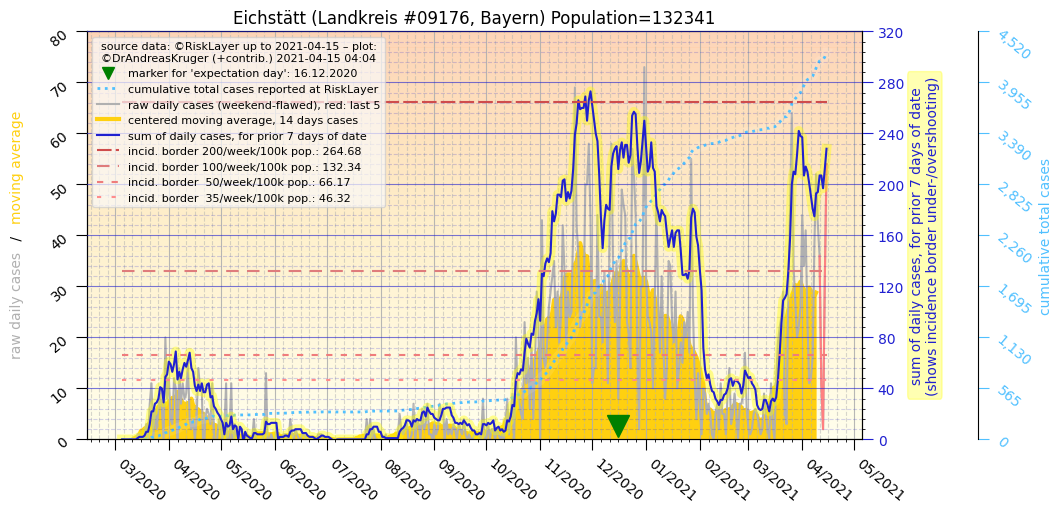 Eichstätt (Landkreis #09176, Bayern) Population=132341
source data: ©RiskLayer up to 2021-04-15 – plot:
©DrAndreasKruger (+contrib.) 2021-04-15 04:04
marker for 'expectation day': 16.12.2020
cumulative total cases reported at RiskLayer
raw daily cases (weekend-flawed), red: last 5
centered moving average, 14 days cases
sum of daily cases, for prior 7 days of date
incid. border 200/week/100k pop.: 264.68
incid. border 100/week/100k pop.: 132.34
incid. border  50/week/100k pop.: 66.17
incid. border  35/week/100k pop.: 46.32
raw daily cases  /  moving average
80
70
60
50
40
30
20
10
0
03/2020
04/2020
05/2020
06/2020
07/2020
08/2020
09/2020
10/2020
11/2020
12/2020
01/2021
02/2021
03/2021
04/2021
05/2021
320
280
240
200
160
120
80
40
0
sum of daily cases, for prior 7 days of date
(shows incidence border under-/overshooting)
4,520
3,955
3,390
2,825
2,260
1,695
1,130
565
0
cumulative total cases